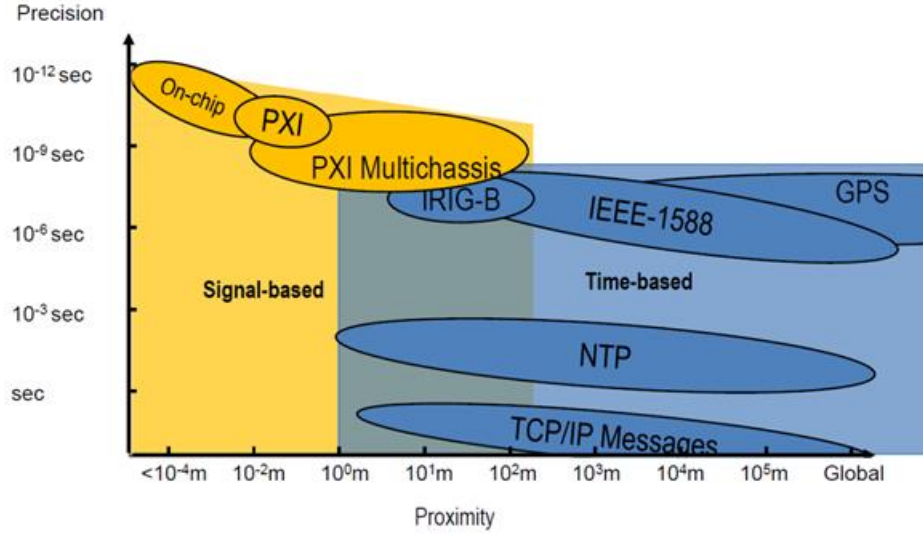 Precision
10⁻¹² sec
On-chip
PXI
10⁻⁹ sec
PXI Multichassis
IRIG-B
IEEE-1588
GPS
10⁻⁶ sec
Signal-based
Time-based
10⁻³ sec
NTP
sec
TCP/IP Messages
<10⁻⁴m 10⁻²m 10⁰m 10¹m 10²m 10³m 10⁴m 10⁵m Global
Proximity